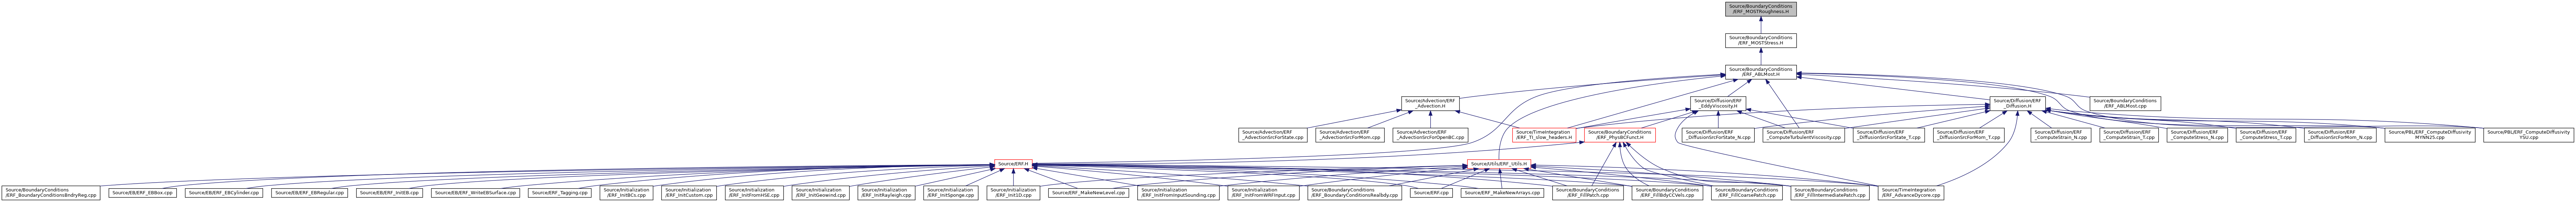 Source/BoundaryConditions
/ERF_MOSTRoughness.H
Source/BoundaryConditions
/ERF_MOSTStress.H
Source/BoundaryConditions
/ERF_ABLMost.H
Source/Advection/ERF
_Advection.H
Source/Diffusion/ERF
_EddyViscosity.H
Source/Diffusion/ERF
_Diffusion.H
Source/BoundaryConditions
/ERF_ABLMost.cpp
Source/Advection/ERF
_AdvectionSrcForState.cpp
Source/Advection/ERF
_AdvectionSrcForMom.cpp
Source/Advection/ERF
_AdvectionSrcForOpenBC.cpp
Source/TimeIntegration
/ERF_TI_slow_headers.H
Source/BoundaryConditions
/ERF_PhysBCFunct.H
Source/Diffusion/ERF
_DiffusionSrcForState_N.cpp
Source/Diffusion/ERF
_ComputeTurbulentViscosity.cpp
Source/Diffusion/ERF
_DiffusionSrcForState_T.cpp
Source/Diffusion/ERF
_DiffusionSrcForMom_T.cpp
Source/Diffusion/ERF
_ComputeStrain_N.cpp
Source/Diffusion/ERF
_ComputeStrain_T.cpp
Source/Diffusion/ERF
_ComputeStress_N.cpp
Source/Diffusion/ERF
_ComputeStress_T.cpp
Source/Diffusion/ERF
_DiffusionSrcForMom_N.cpp
Source/PBL/ERF_ComputeDiffusivity
MYNN25.cpp
Source/PBL/ERF_ComputeDiffusivity
YSU.cpp
Source/ERF.H
Source/Utils/ERF_Utils.H
Source/BoundaryConditions
/ERF_BoundaryConditionsBndryReg.cpp
Source/EB/ERF_EBBox.cpp
Source/EB/ERF_EBCylinder.cpp
Source/EB/ERF_EBRegular.cpp
Source/EB/ERF_InitEB.cpp
Source/EB/ERF_WriteEBSurface.cpp
Source/ERF_Tagging.cpp
Source/Initialization
/ERF_InitBCs.cpp
Source/Initialization
/ERF_InitCustom.cpp
Source/Initialization
/ERF_InitFromHSE.cpp
Source/Initialization
/ERF_InitGeowind.cpp
Source/Initialization
/ERF_InitRayleigh.cpp
Source/Initialization
/ERF_InitSponge.cpp
Source/Initialization
/ERF_Init1D.cpp
Source/ERF_MakeNewLevel.cpp
Source/Initialization
/ERF_InitFromInputSounding.cpp
Source/Initialization
/ERF_InitFromWRFInput.cpp
Source/BoundaryConditions
/ERF_BoundaryConditionsRealbdy.cpp
Source/ERF.cpp
Source/ERF_MakeNewArrays.cpp
Source/BoundaryConditions
/ERF_FillPatch.cpp
Source/BoundaryConditions
/ERF_FillBdyCCVels.cpp
Source/BoundaryConditions
/ERF_FillCoarsePatch.cpp
Source/BoundaryConditions
/ERF_FillIntermediatePatch.cpp
Source/TimeIntegration
/ERF_AdvanceDycore.cpp